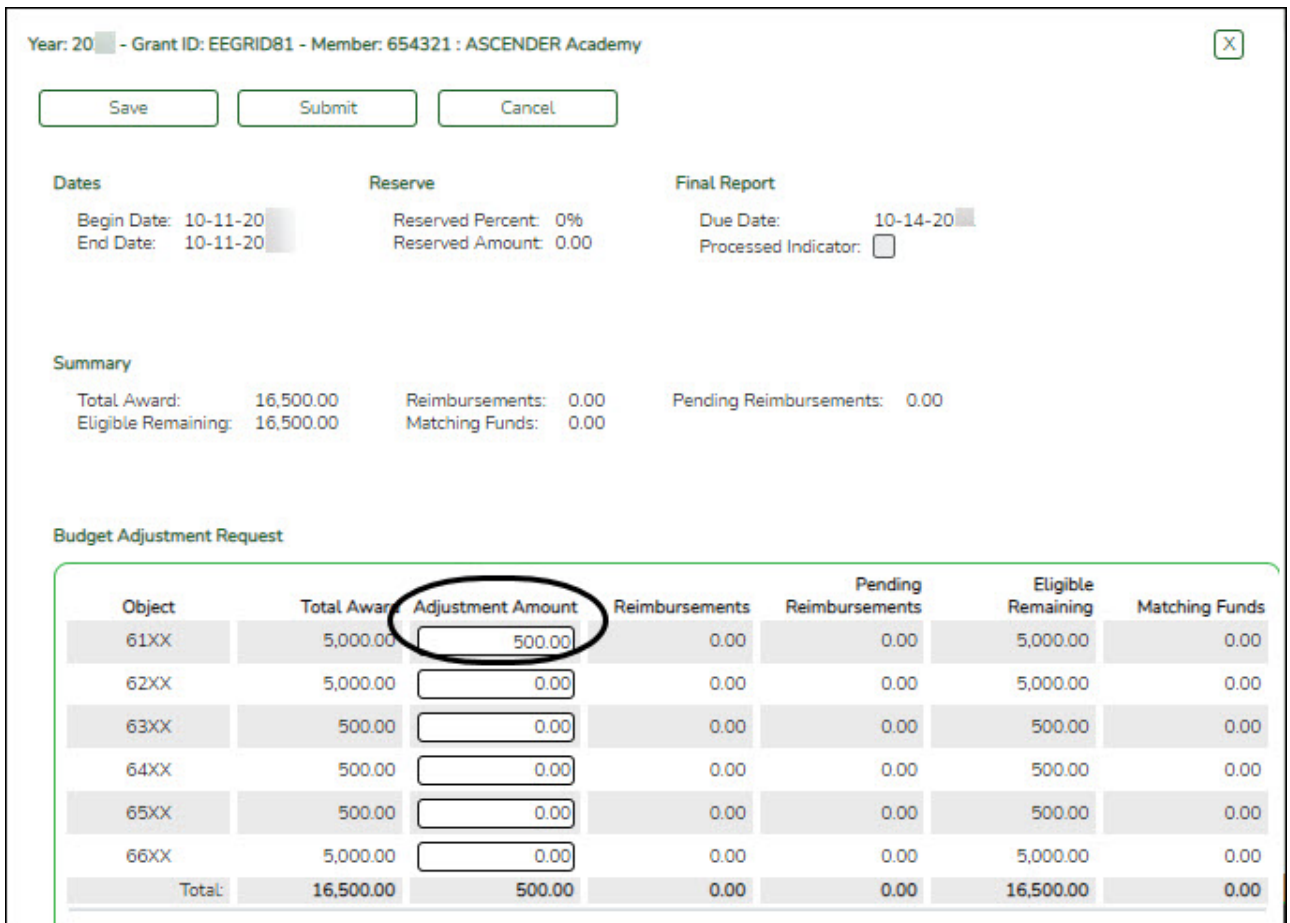 Year: 20 - Grant ID: EEGRID81 - Member: 654321 : ASCENDER Academy X
Save Submit Cancel
Dates Reserve Final Report
Begin Date: 10-11-20 Reserved Percent: 0% Due Date: 10-14-20
End Date: 10-11-20 Reserved Amount: 0.00 Processed Indicator:
Summary
Total Award: 16,500.00 Reimbursements: 0.00 Pending Reimbursements: 0.00
Eligible Remaining: 16,500.00 Matching Funds: 0.00
Budget Adjustment Request
Object Total Award Adjustment Amount Reimbursements Pending Reimbursements Eligible Remaining Matching Funds
61XX 5,000.00 500.00 0.00 0.00 5,000.00 0.00
62XX 5,000.00 0.00 0.00 0.00 5,000.00 0.00
63XX 500.00 0.00 0.00 0.00 500.00 0.00
64XX 500.00 0.00 0.00 0.00 500.00 0.00
65XX 500.00 0.00 0.00 0.00 500.00 0.00
66XX 5,000.00 0.00 0.00 0.00 5,000.00 0.00
Total: 16,500.00 500.00 0.00 0.00 16,500.00 0.00